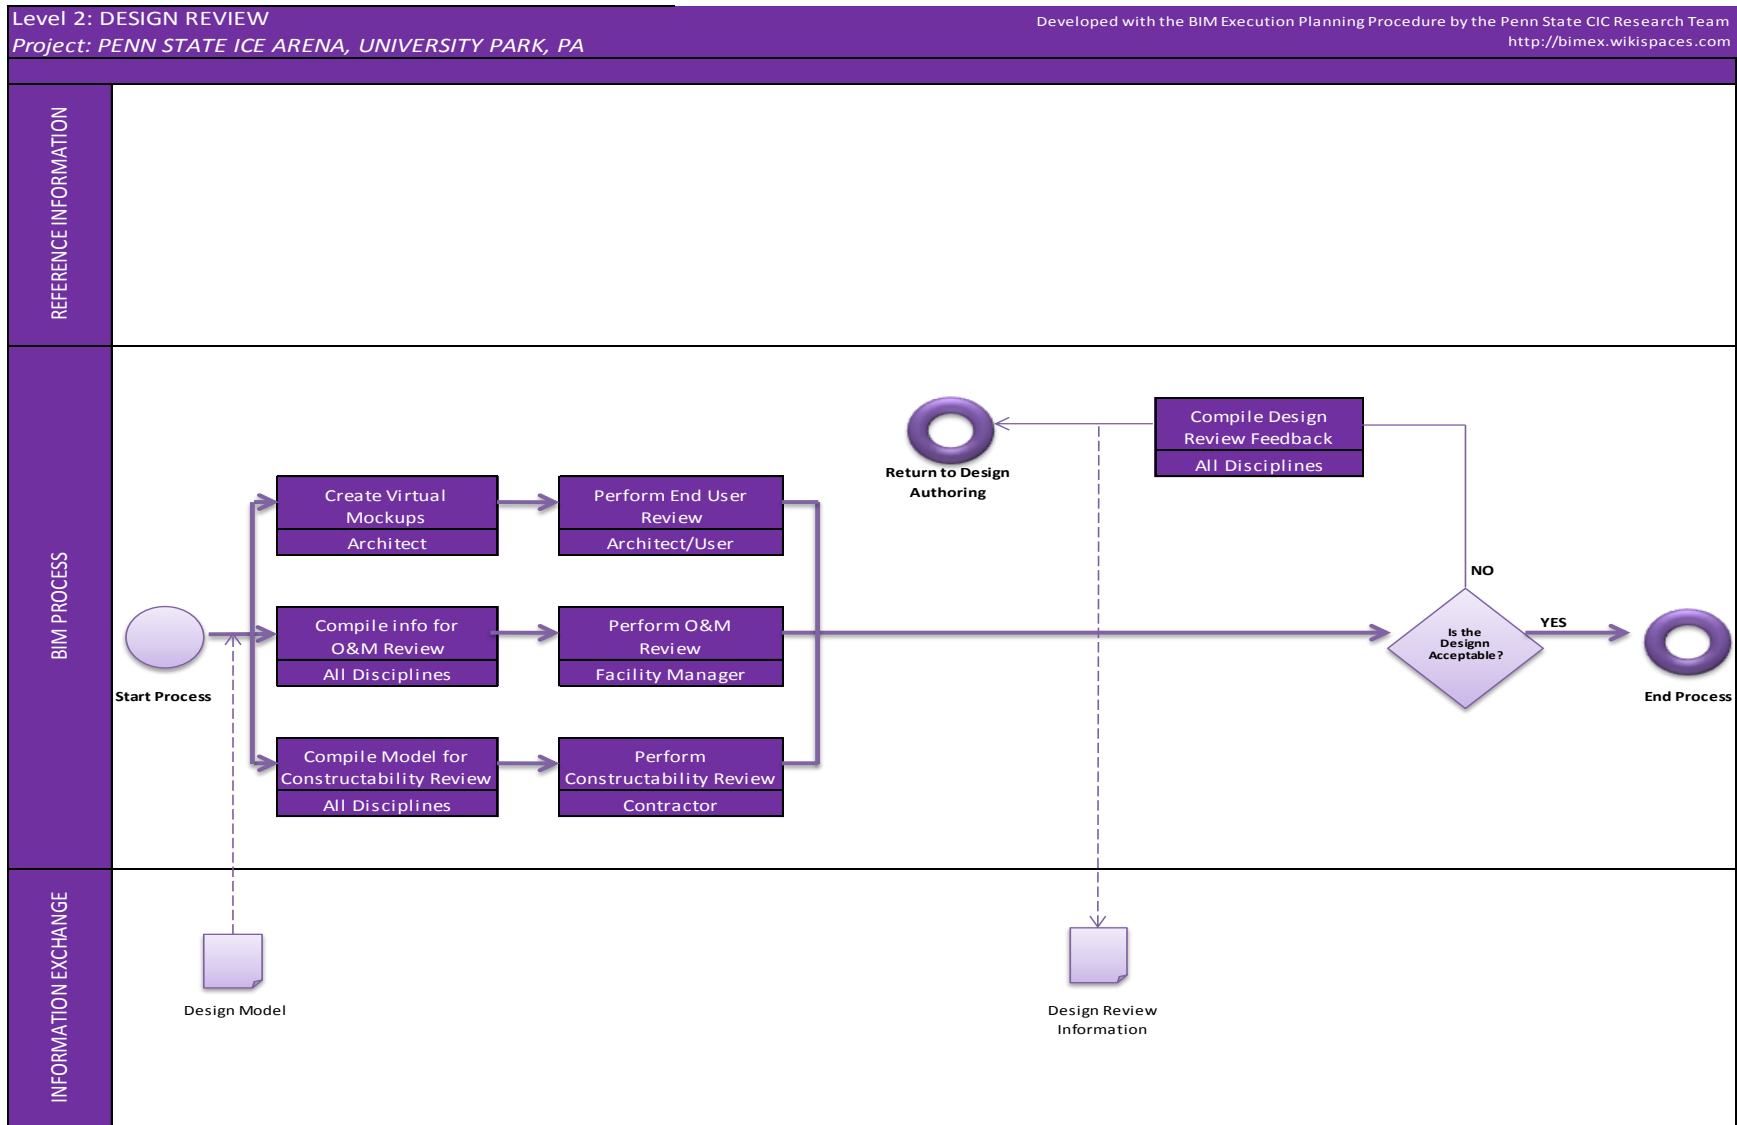 Level 2: DESIGN REVIEW
Project: PENN STATE ICE ARENA, UNIVERSITY PARK, PA
Developed with the BIM Execution Planning Procedure by the Penn State CIC Research Team
http://bimex.wikispaces.com
REFERENCE INFORMATION
BIM PROCESS
Start Process
Create Virtual
Mockups
Architect
Perform End User
Review
Architect/User
Compile info for
O&M Review
All Disciplines
Perform O&M
Review
Facility Manager
Compile Model for
Constructability Review
All Disciplines
Perform
Constructability Review
Contractor
Return to Design
Authoring
Compile Design
Review Feedback
All Disciplines
NO
Is the
Designn
Acceptable?
YES
End Process
INFORMATION EXCHANGE
Design Model
Design Review
Information